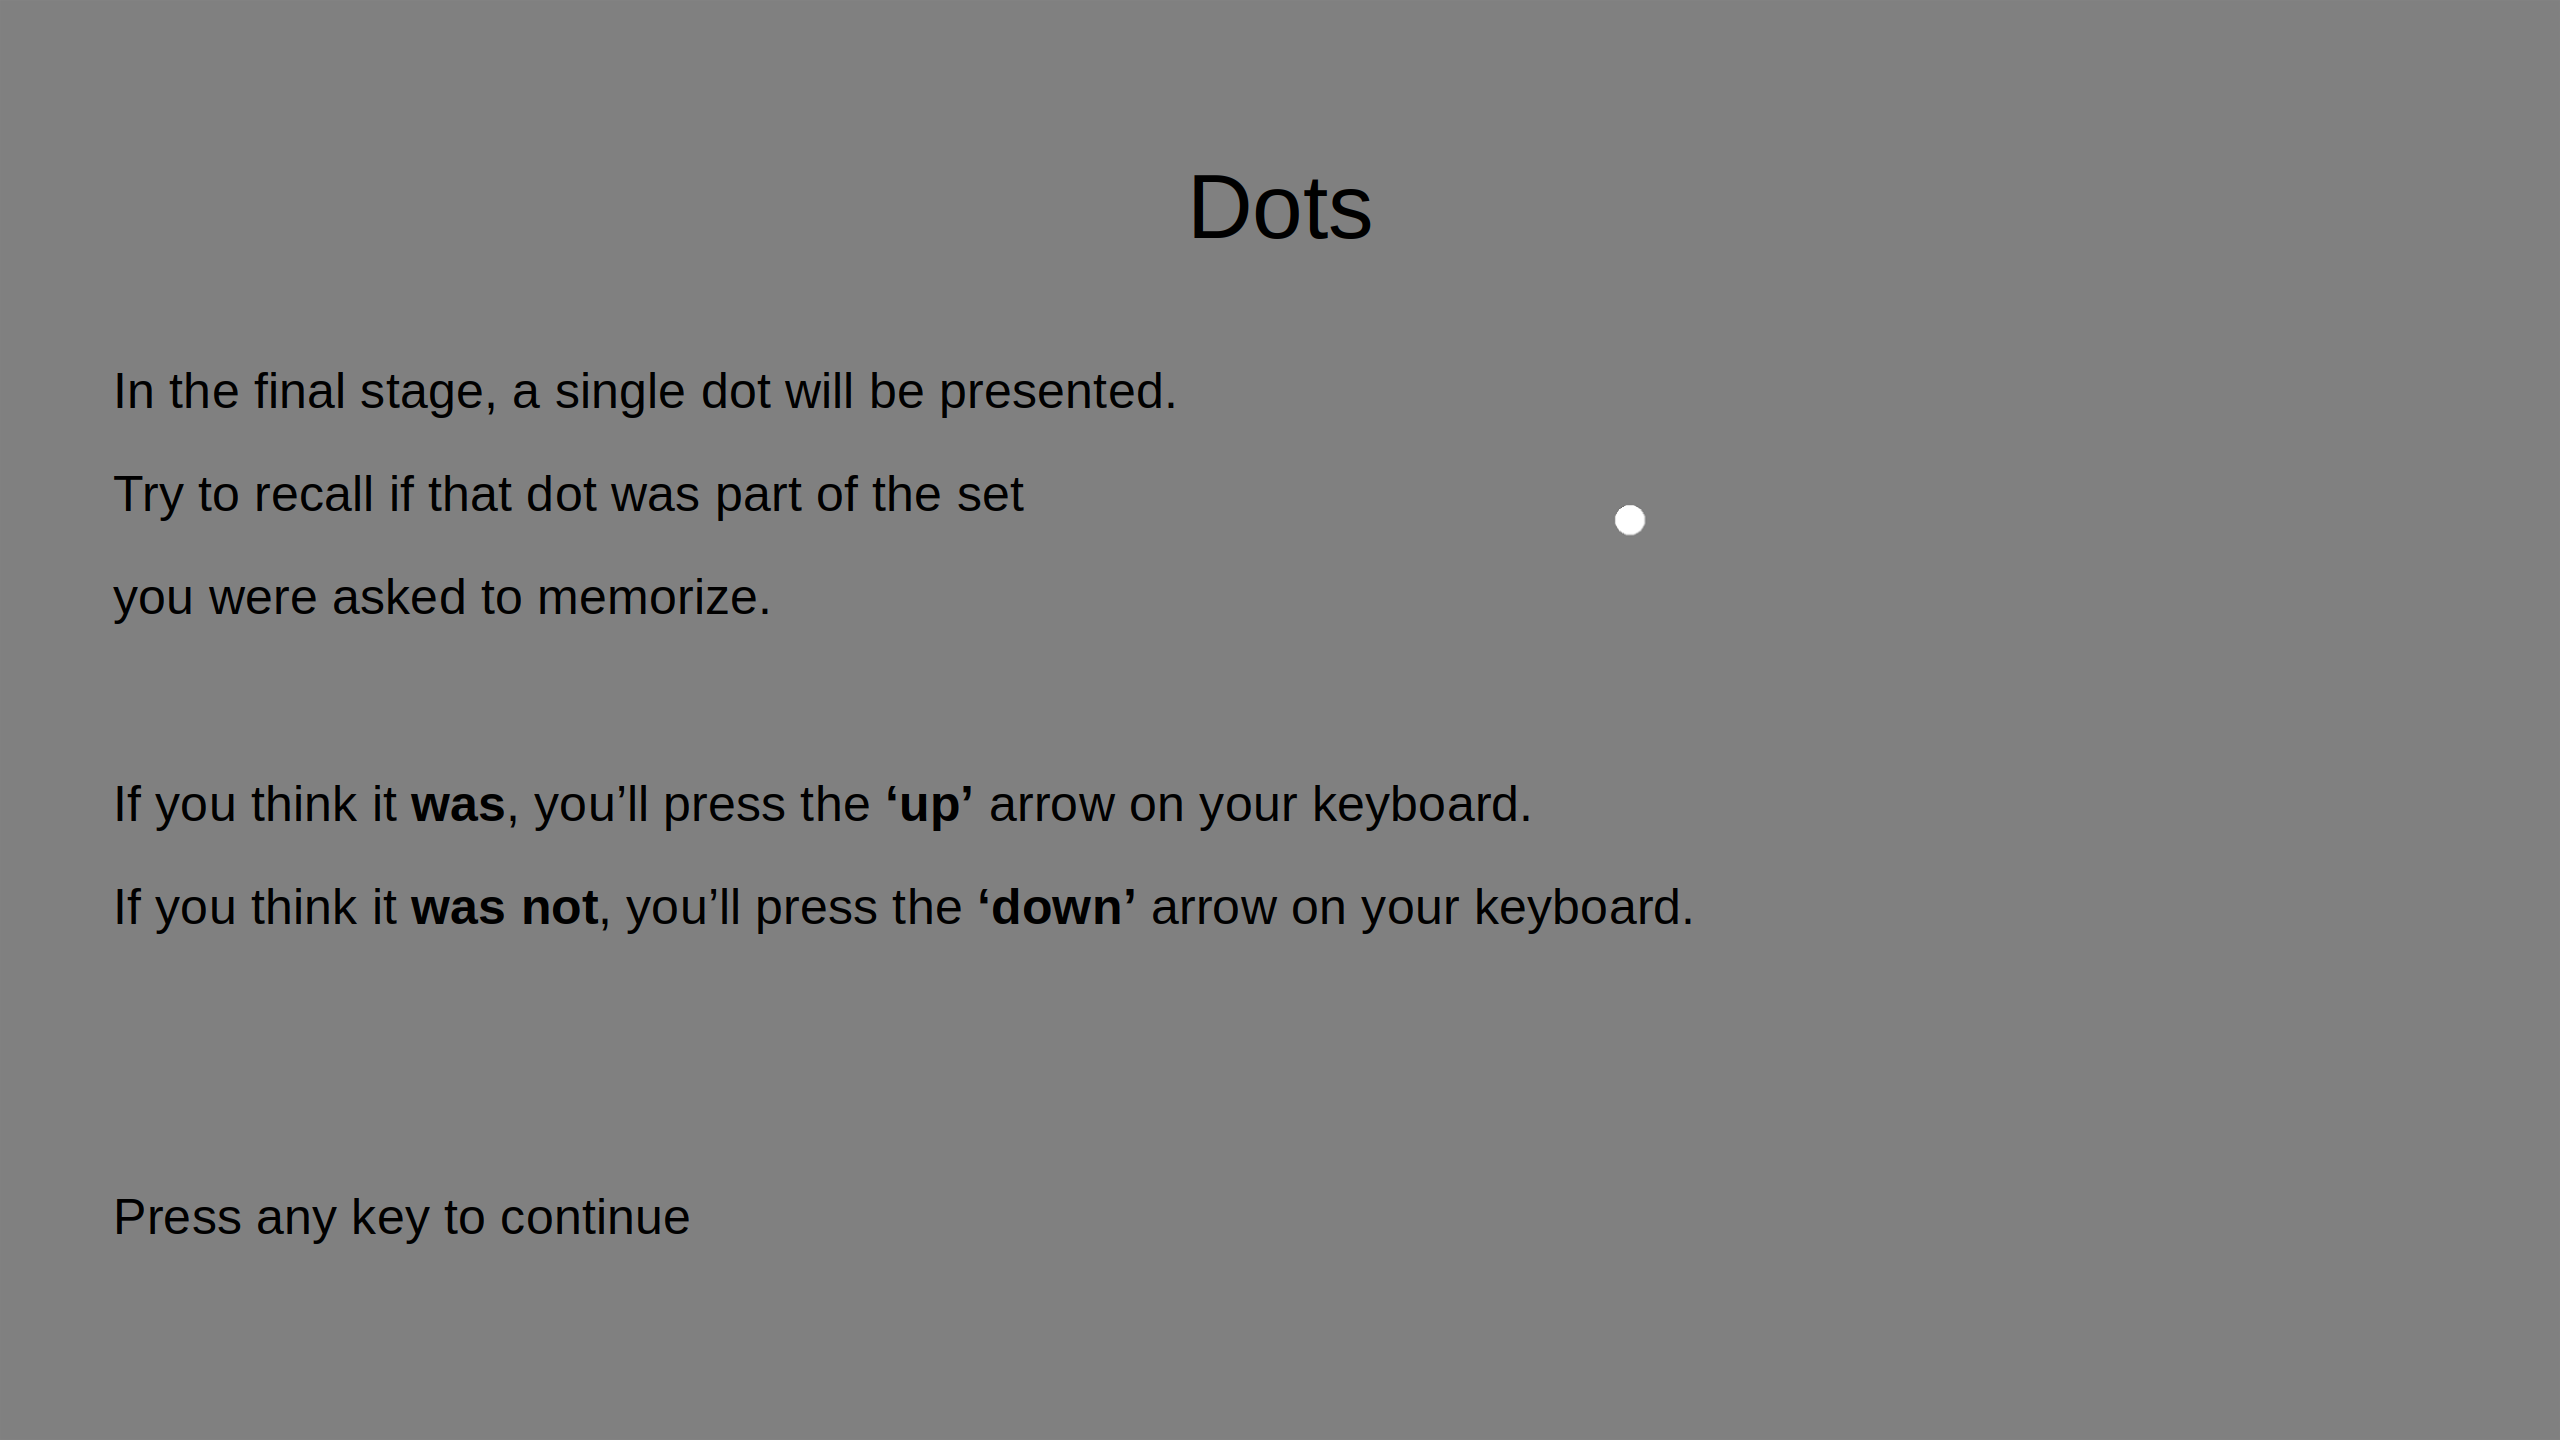 Dots
In the final stage, a single dot will be presented.
Try to recall if that dot was part of the set
you were asked to memorize.
If you think it was, you’ll press the ‘up’ arrow on your keyboard.
If you think it was not, you’ll press the ‘down’ arrow on your keyboard.
Press any key to continue